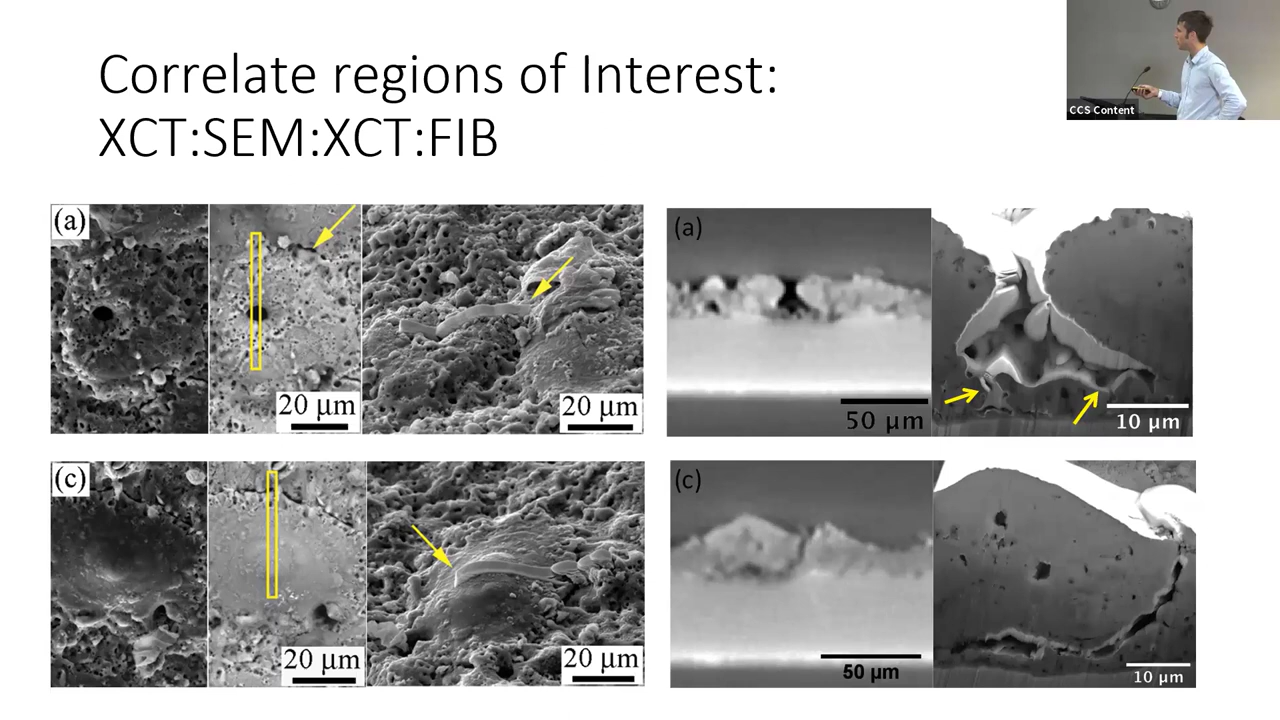 Correlate regions of Interest:
XCT:SEM:XCT:FIB
CCS Content
(a)
20 µm
20 µm
(a)
50 µm
10 µm
(c)
20 µm
20 µm
(c)
50 µm
10 µm